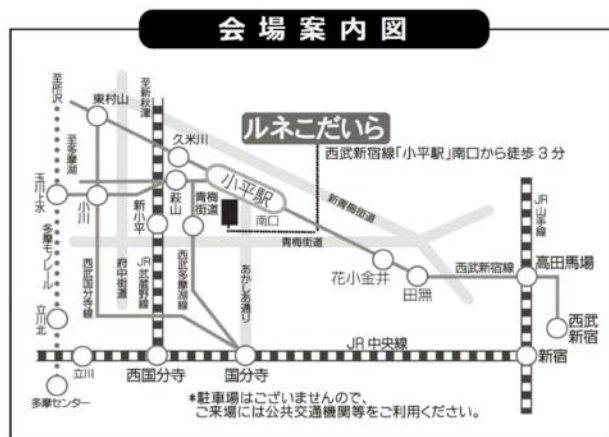 会場案内図
至所沢
東村山
至多摩湖
至新秋津
久米川
ルネこだいら
西武新宿線「小平駅」南口から徒歩3分
玉川上水
小川
新小平
萩山
青梅街道
小平駅
南口
新青梅街道
青梅街道
多摩モノレール
西武国分寺線
府中街道
JR武蔵野線
西武多摩湖線
あかしあ通り
花小金井
田無
西武新宿線
JR山手線
高田馬場
西武新宿
立川北
JR中央線
立川
西国分寺
国分寺
新宿
多摩センター
*駐車場はございませんので、
ご来場には公共交通機関等をご利用ください。